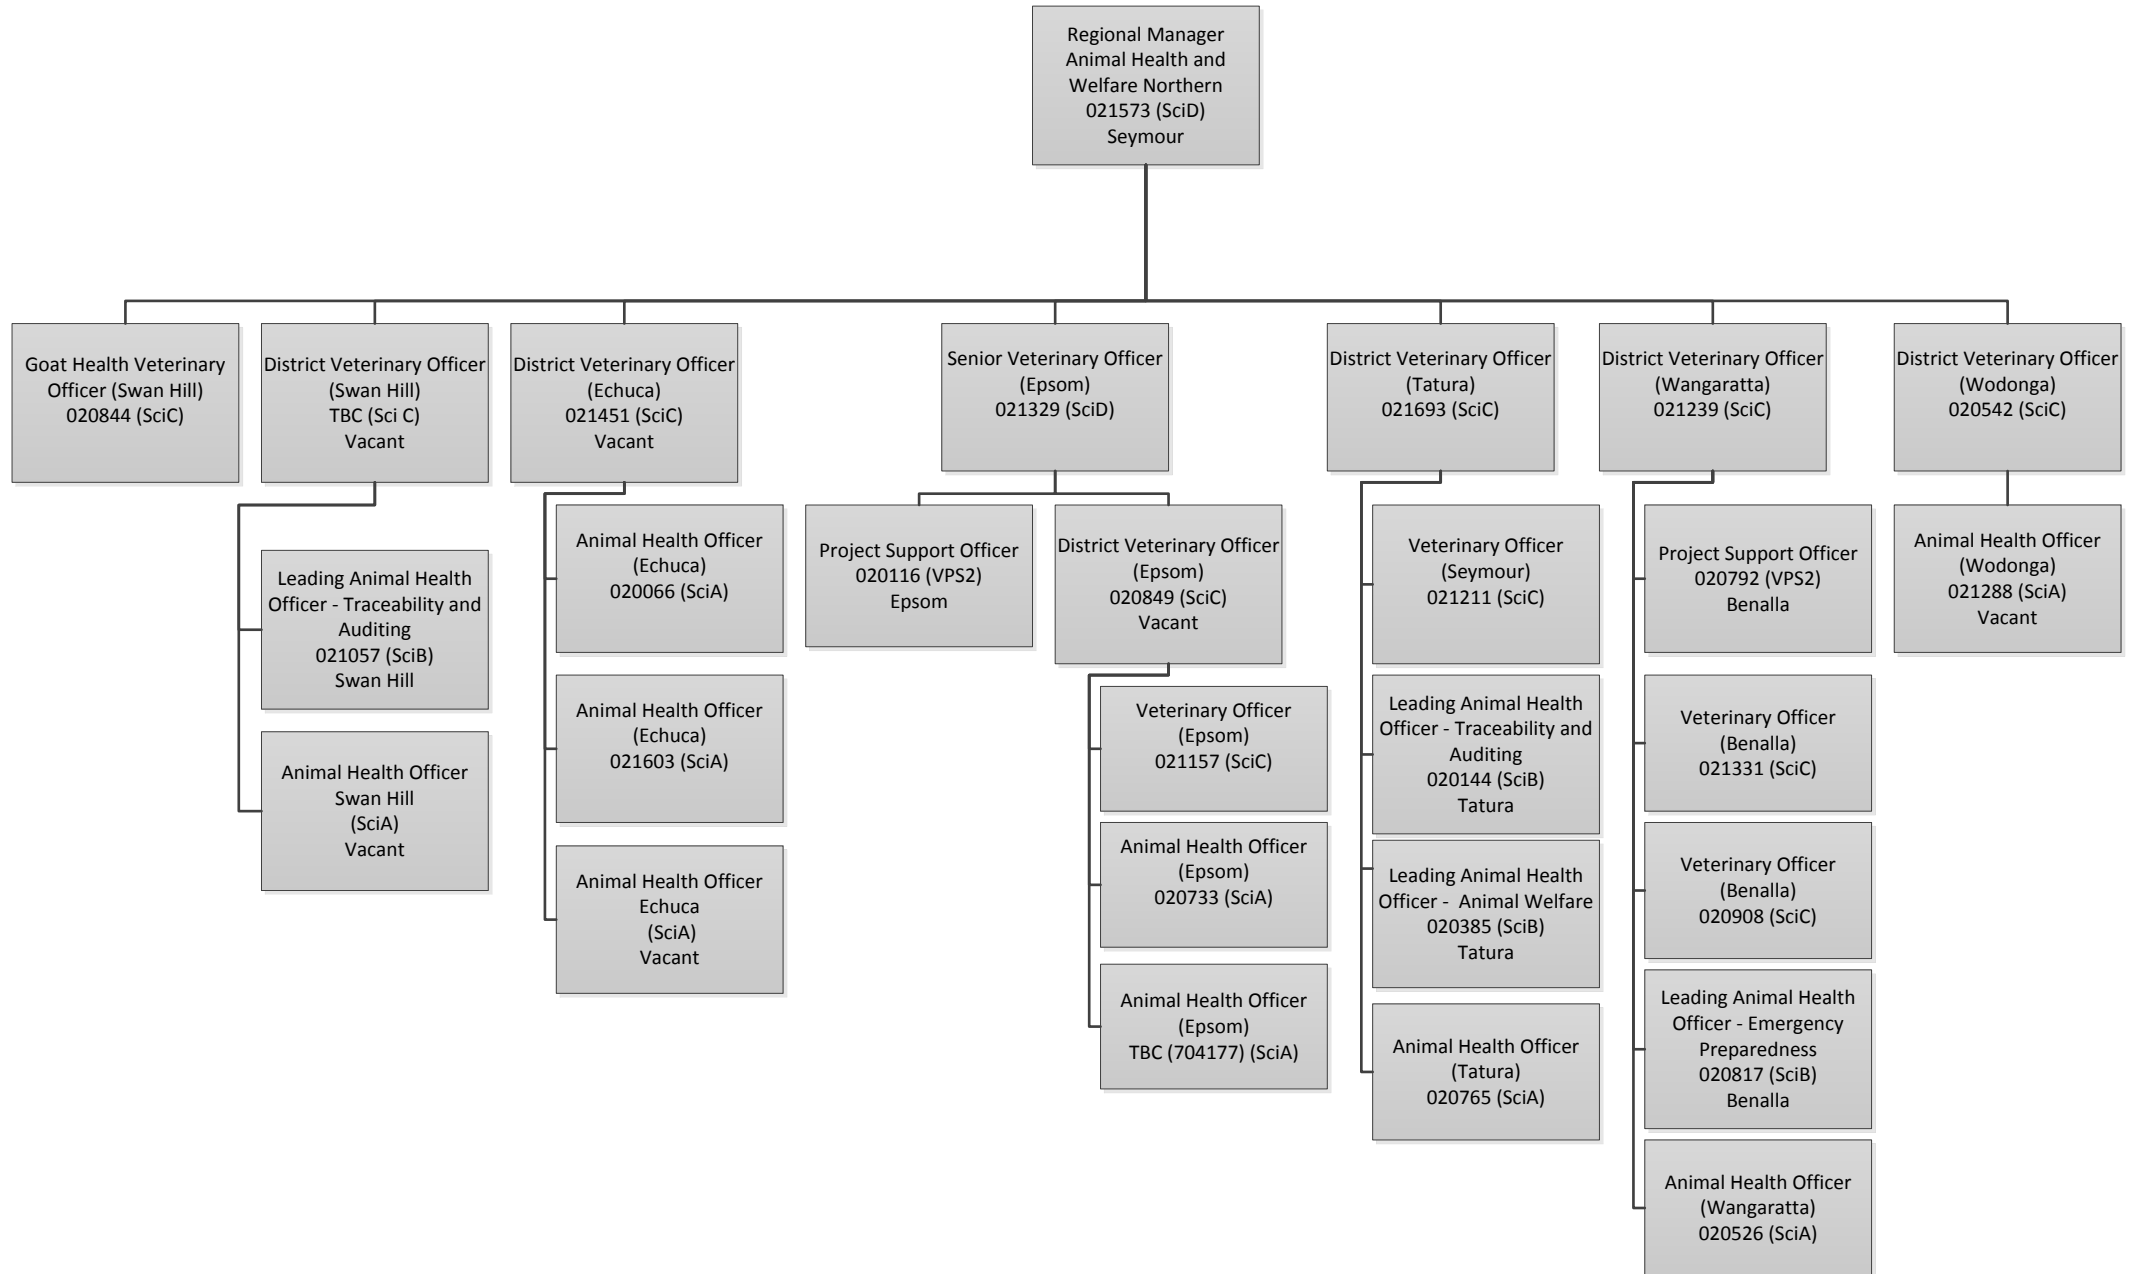 Regional Manager
Animal Health and
Welfare Northern
021573 (SciD)
Seymour
Goat Health Veterinary
Officer (Swan Hill)
020844 (SciC)
District Veterinary Officer
(Swan Hill)
TBC (Sci C)
Vacant
Leading Animal Health
Officer - Traceability and
Auditing
021057 (SciB)
Swan Hill
Animal Health Officer
Swan Hill
(SciA)
Vacant
District Veterinary Officer
(Echuca)
021451 (SciC)
Vacant
Animal Health Officer
(Echuca)
020066 (SciA)
Animal Health Officer
(Echuca)
021603 (SciA)
Animal Health Officer
Echuca
(SciA)
Vacant
Senior Veterinary Officer
(Epsom)
021329 (SciD)
Project Support Officer
020116 (VPS2)
Epsom
District Veterinary Officer
(Epsom)
020849 (SciC)
Vacant
Veterinary Officer
(Epsom)
021157 (SciC)
Animal Health Officer
(Epsom)
020733 (SciA)
Animal Health Officer
(Epsom)
TBC (704177) (SciA)
District Veterinary Officer
(Tatura)
021693 (SciC)
Veterinary Officer
(Seymour)
021211 (SciC)
Leading Animal Health
Officer - Traceability and
Auditing
020144 (SciB)
Tatura
Leading Animal Health
Officer -  Animal Welfare
020385 (SciB)
Tatura
Animal Health Officer
(Tatura)
020765 (SciA)
District Veterinary Officer
(Wangaratta)
021239 (SciC)
Project Support Officer
020792 (VPS2)
Benalla
Veterinary Officer
(Benalla)
021331 (SciC)
Veterinary Officer
(Benalla)
020908 (SciC)
Leading Animal Health
Officer - Emergency
Preparedness
020817 (SciB)
Benalla
Animal Health Officer
(Wangaratta)
020526 (SciA)
District Veterinary Officer
(Wodonga)
020542 (SciC)
Animal Health Officer
(Wodonga)
021288 (SciA)
Vacant